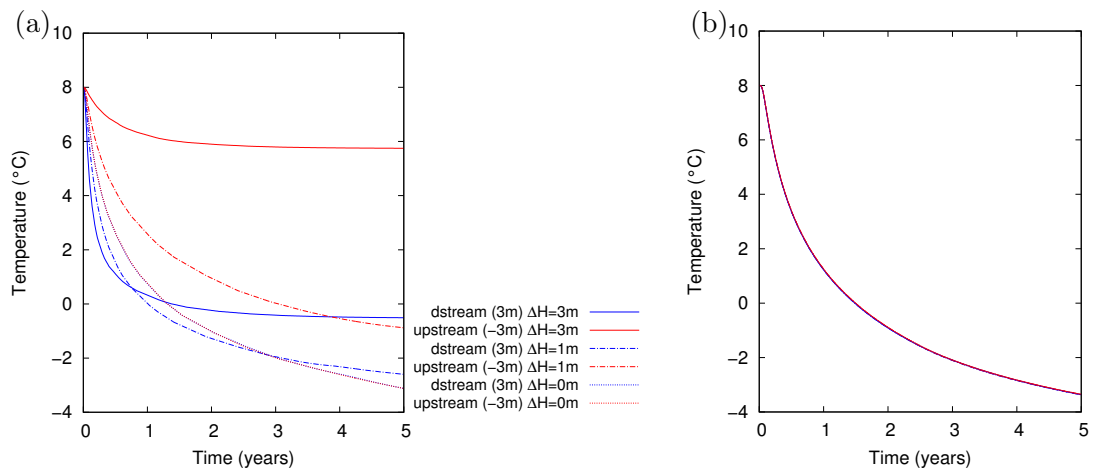 (a)
10
8
6
4
2
0
−2
−4
Temperature (°C)
0 1 2 3 4 5
Time (years)
dstream (3m) ΔH=3m
upstream (−3m) ΔH=3m
dstream (3m) ΔH=1m
upstream (−3m) ΔH=1m
dstream (3m) ΔH=0m
upstream (−3m) ΔH=0m
(b)
10
8
6
4
2
0
−2
−4
Temperature (°C)
0 1 2 3 4 5
Time (years)